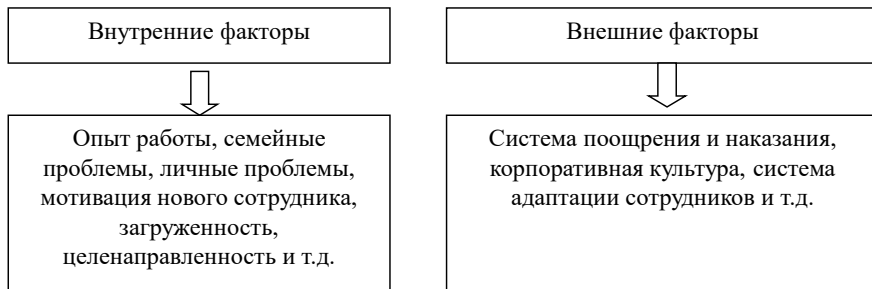 Внутренние факторы
Опыт работы, семейные
проблемы, личные проблемы,
мотивация нового сотрудника,
загруженность,
целенаправленность и т.д.
Внешние факторы
Система поощрения и наказания,
корпоративная культура, система
адаптации сотрудников и т.д.